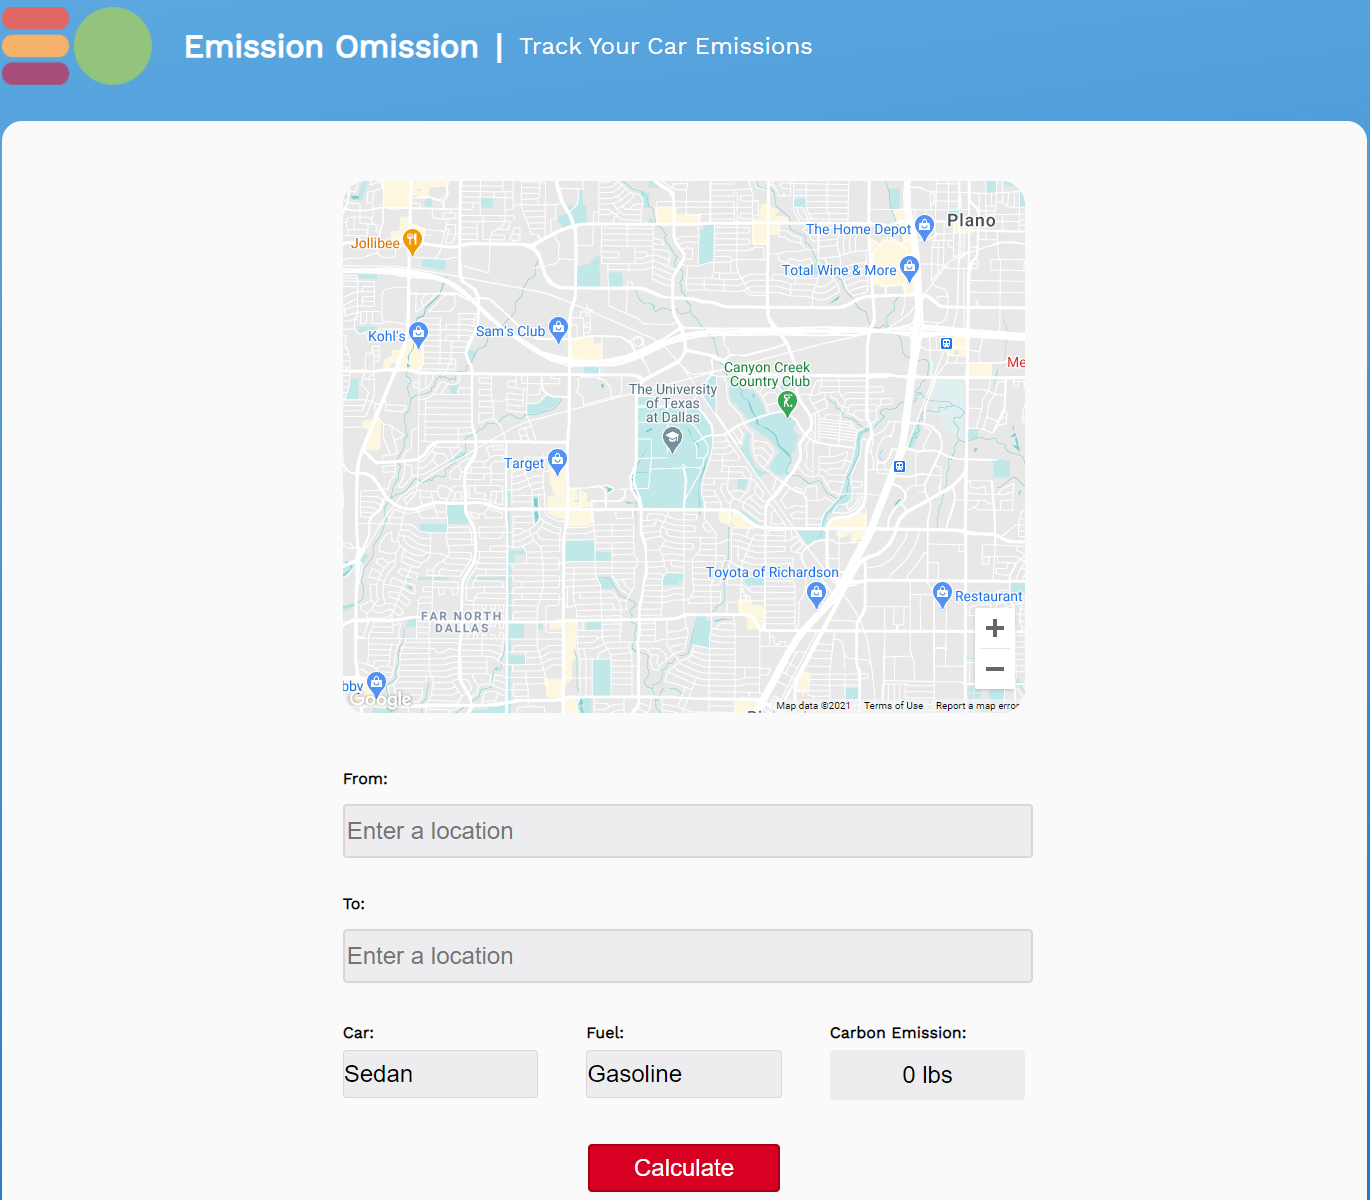 Emission Omission | Track Your Car Emissions
Plano
The Home Depot
Jollibee
Total Wine & More
Sam's Club
Kohl's
Me
Canyon Creek
Country Club
The University
of Texas
at Dallas
Target
Toyota of Richardson
Restaurant
FAR NORTH
DALLAS
+
−
bby
Google
Map data ©2021 Terms of Use Report a map error
From:
Enter a location
To:
Enter a location
Car: Fuel: Carbon Emission:
Sedan Gasoline 0 lbs
Calculate